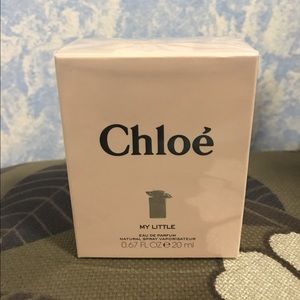 Chloé
MY LITTLE
EAU DE PARFUM
NATURAL SPRAY VAPORISATEUR
0.67 FL.OZ℮20 ml